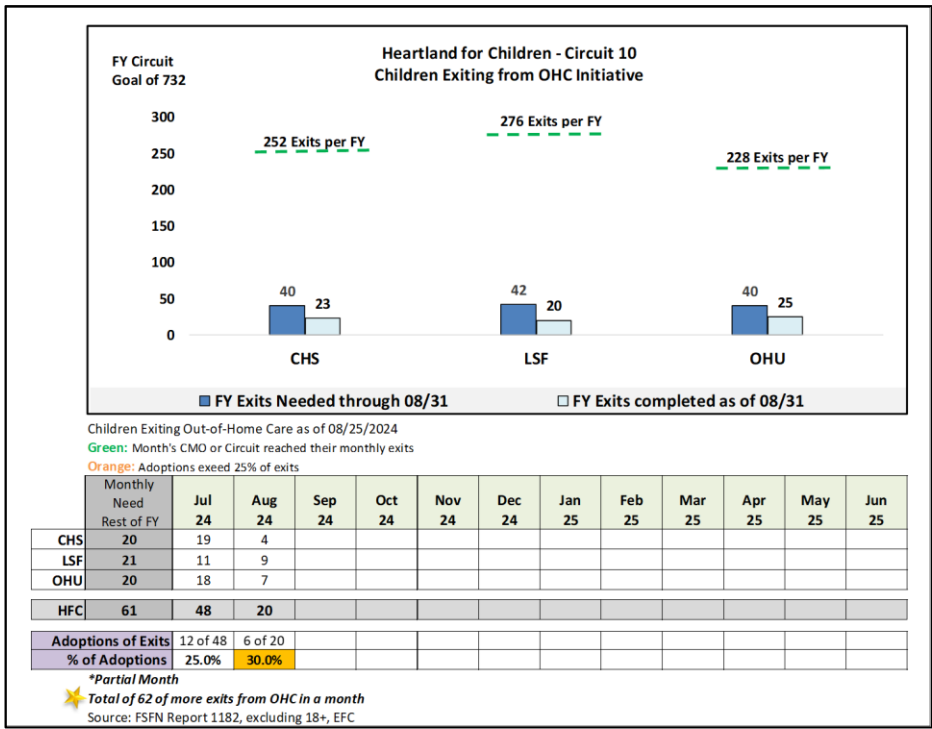 FY Circuit
Goal of 732
Heartland for Children - Circuit 10
Children Exiting from OHC Initiative
300
250
200
150
100
50
0
252 Exits per FY
276 Exits per FY
228 Exits per FY
40 23
42 20
40 25
CHS LSF OHU
FY Exits Needed through 08/31 FY Exits completed as of 08/31
Children Exiting Out-of-Home Care as of 08/25/2024
Green: Month's CMO or Circuit reached their monthly exits
Orange: Adoptions exeed 25% of exits
Monthly Need Rest of FY Jul 24 Aug 24 Sep 24 Oct 24 Nov 24 Dec 24 Jan 25 Feb 25 Mar 25 Apr 25 May 25 Jun 25
CHS 20 19 4
LSF 21 11 9
OHU 20 18 7
HFC 61 48 20
Adoptions of Exits 12 of 48 6 of 20
% of Adoptions 25.0% 30.0%
*Partial Month
Total of 62 of more exits from OHC in a month
Source: FSFN Report 1182, excluding 18+, EFC